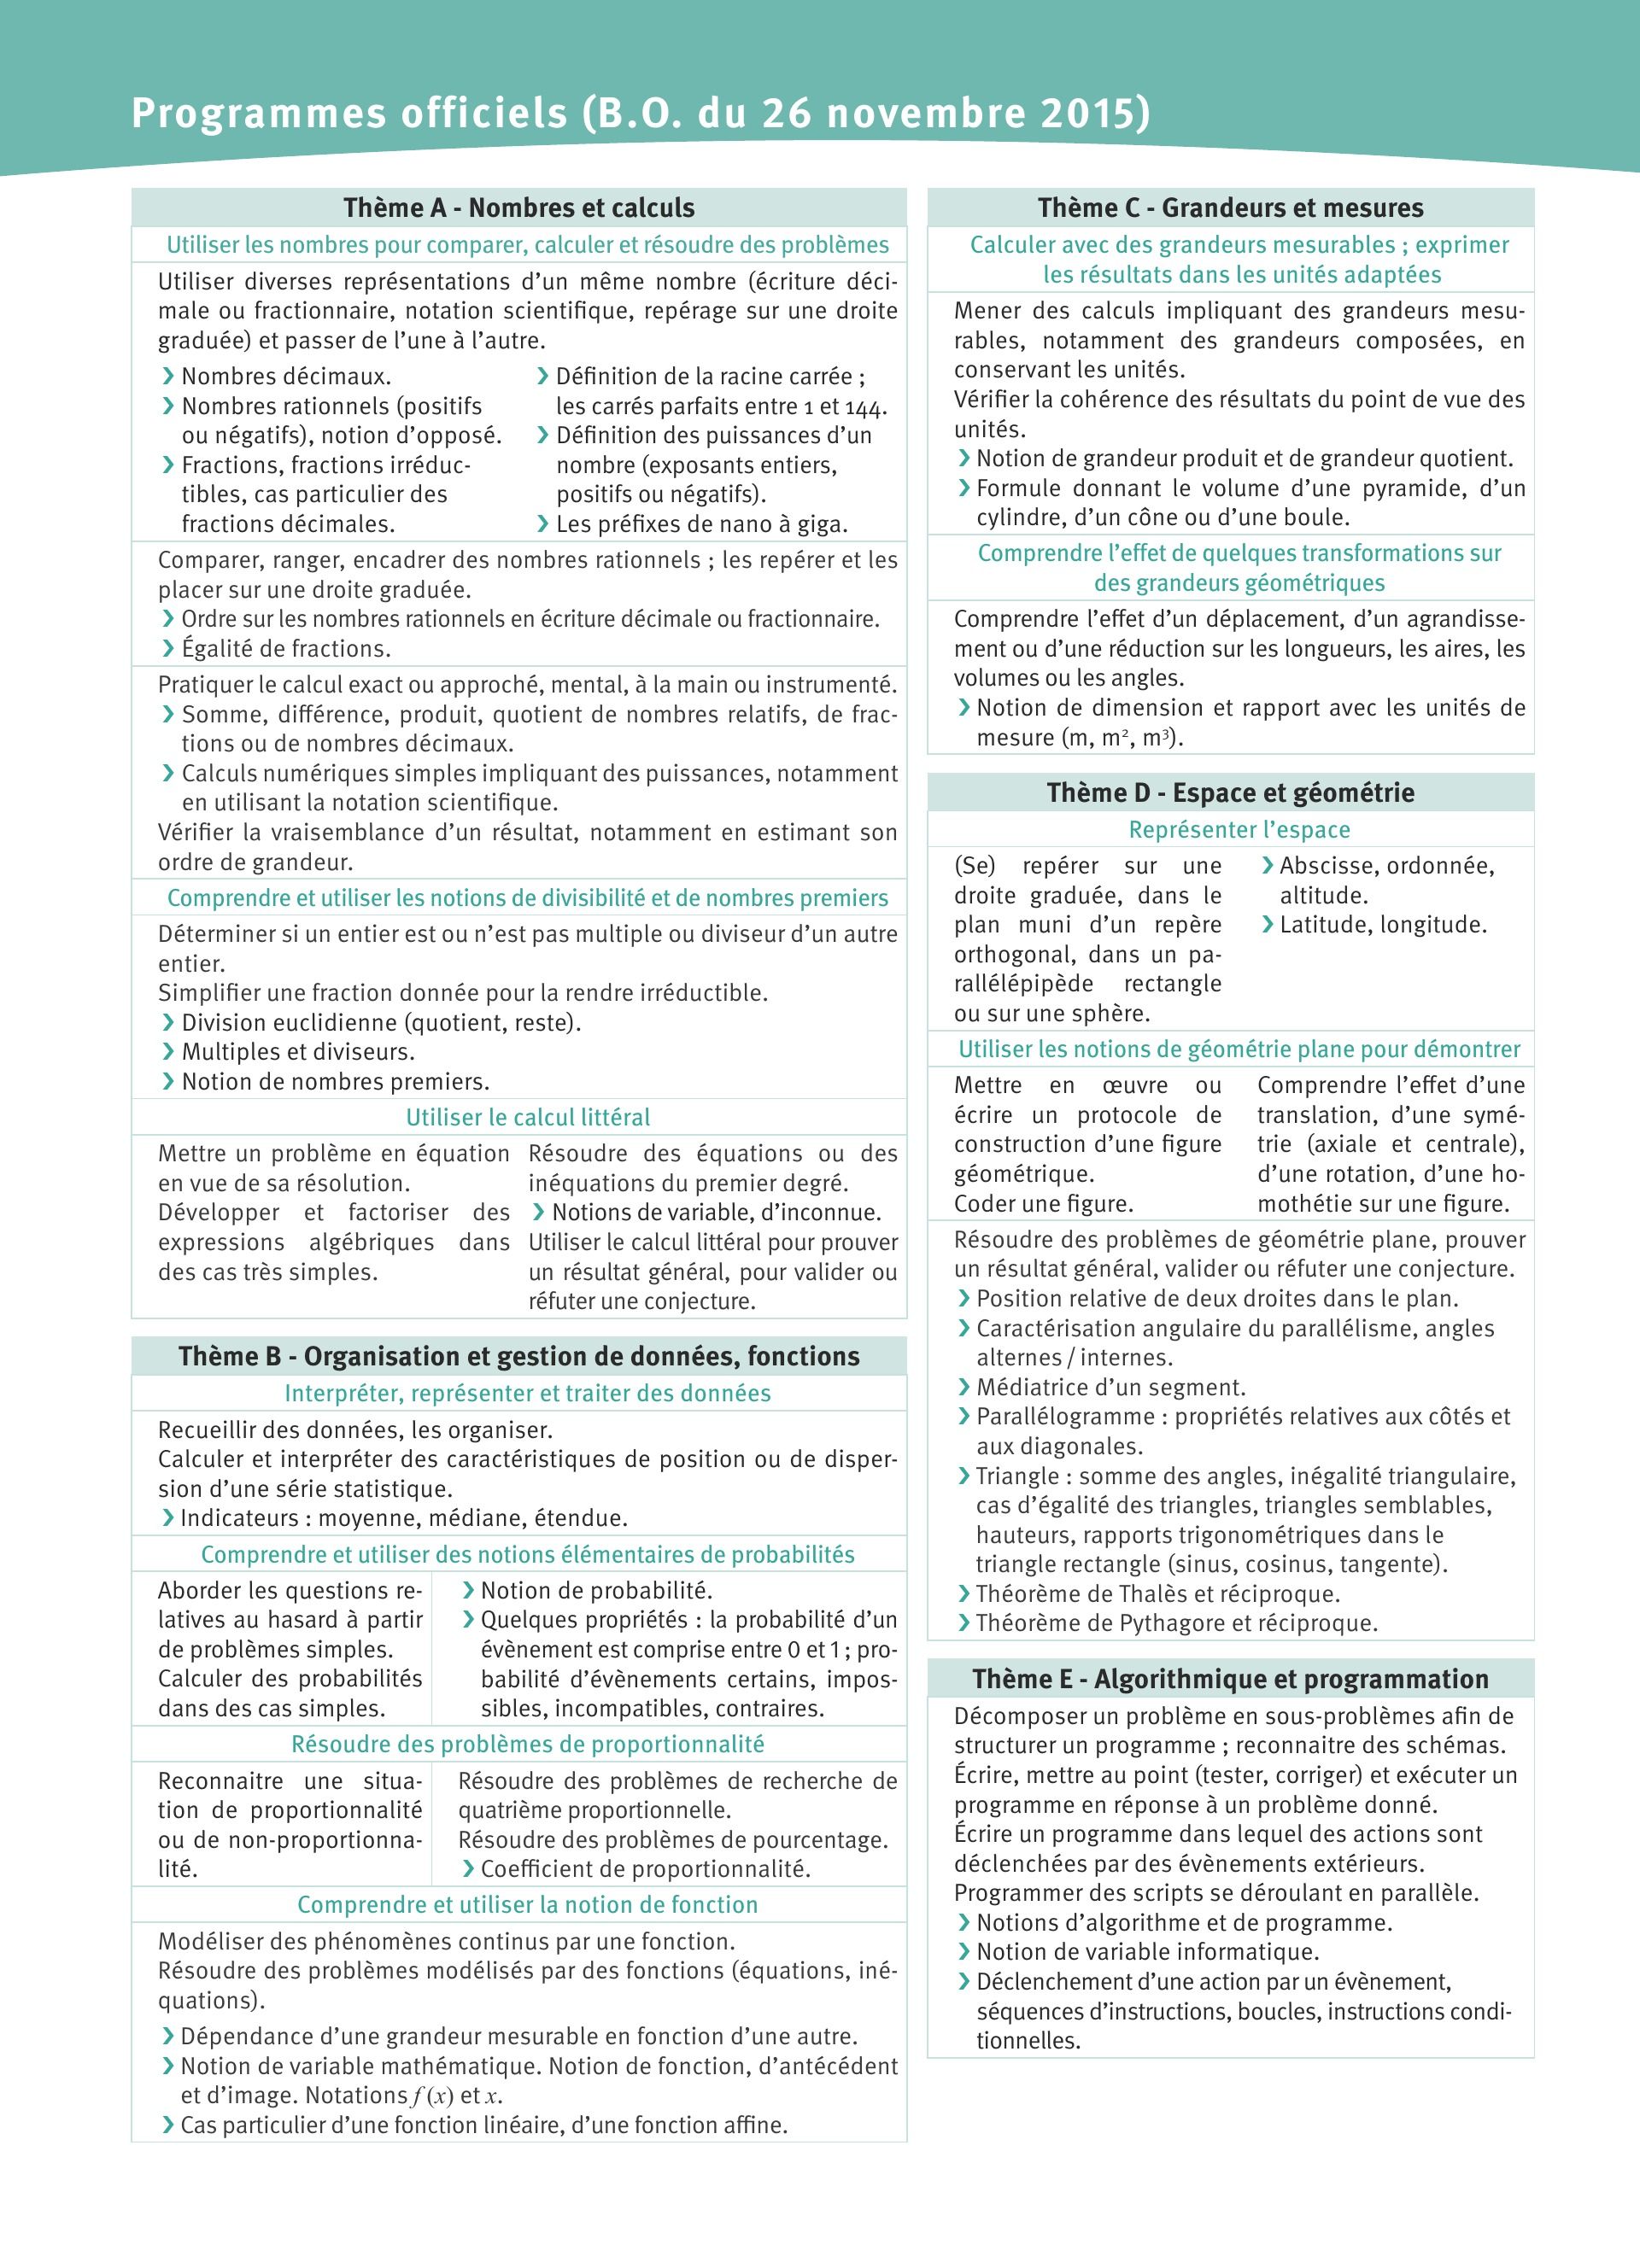 Programmes officiels (B.O. du 26 novembre 2015)
Thème A - Nombres et calculs
Utiliser les nombres pour comparer, calculer et résoudre des problèmes
Utiliser diverses représentations d’un même nombre (écriture déci-
male ou fractionnaire, notation scientifique, repérage sur une droite
graduée) et passer de l’une à l’autre.
❯ Nombres décimaux.
❯ Nombres rationnels (positifs
ou négatifs), notion d’opposé.
❯ Fractions, fractions irréduc-
tibles, cas particulier des
fractions décimales.
❯ Définition de la racine carrée ;
les carrés parfaits entre 1 et 144.
❯ Définition des puissances d’un
nombre (exposants entiers,
positifs ou négatifs).
❯ Les préfixes de nano à giga.
Comparer, ranger, encadrer des nombres rationnels ; les repérer et les
placer sur une droite graduée.
❯ Ordre sur les nombres rationnels en écriture décimale ou fractionnaire.
❯ Égalité de fractions.
Pratiquer le calcul exact ou approché, mental, à la main ou instrumenté.
❯ Somme, différence, produit, quotient de nombres relatifs, de frac-
tions ou de nombres décimaux.
❯ Calculs numériques simples impliquant des puissances, notamment
en utilisant la notation scientifique.
Vérifier la vraisemblance d’un résultat, notamment en estimant son
ordre de grandeur.
Comprendre et utiliser les notions de divisibilité et de nombres premiers
Déterminer si un entier est ou n’est pas multiple ou diviseur d’un autre
entier.
Simplifier une fraction donnée pour la rendre irréductible.
❯ Division euclidienne (quotient, reste).
❯ Multiples et diviseurs.
❯ Notion de nombres premiers.
Utiliser le calcul littéral
Mettre un problème en équation
en vue de sa résolution.
Développer et factoriser des
expressions algébriques dans
des cas très simples.
Résoudre des équations ou des
inéquations du premier degré.
❯ Notions de variable, d’inconnue.
Utiliser le calcul littéral pour prouver
un résultat général, pour valider ou
réfuter une conjecture.
Thème B - Organisation et gestion de données, fonctions
Interpréter, représenter et traiter des données
Recueillir des données, les organiser.
Calculer et interpréter des caractéristiques de position ou de disper-
sion d’une série statistique.
❯ Indicateurs : moyenne, médiane, étendue.
Comprendre et utiliser des notions élémentaires de probabilités
Aborder les questions re-
latives au hasard à partir
de problèmes simples.
Calculer des probabilités
dans des cas simples.
❯ Notion de probabilité.
❯ Quelques propriétés : la probabilité d’un
évènement est comprise entre 0 et 1 ; pro-
babilité d’évènements certains, impos-
sibles, incompatibles, contraires.
Résoudre des problèmes de proportionnalité
Reconnaitre une situa-
tion de proportionnalité
ou de non-proportionna-
lité.
Résoudre des problèmes de recherche de
quatrième proportionnelle.
Résoudre des problèmes de pourcentage.
❯ Coefficient de proportionnalité.
Comprendre et utiliser la notion de fonction
Modéliser des phénomènes continus par une fonction.
Résoudre des problèmes modélisés par des fonctions (équations, iné-
quations).
❯ Dépendance d’une grandeur mesurable en fonction d’une autre.
❯ Notion de variable mathématique. Notion de fonction, d’antécédent
et d’image. Notations f (x) et x.
❯ Cas particulier d’une fonction linéaire, d’une fonction affine.
Thème C - Grandeurs et mesures
Calculer avec des grandeurs mesurables ; exprimer
les résultats dans les unités adaptées
Mener des calculs impliquant des grandeurs mesu-
rables, notamment des grandeurs composées, en
conservant les unités.
Vérifier la cohérence des résultats du point de vue des
unités.
❯ Notion de grandeur produit et de grandeur quotient.
❯ Formule donnant le volume d’une pyramide, d’un
cylindre, d’un cône ou d’une boule.
Comprendre l’effet de quelques transformations sur
des grandeurs géométriques
Comprendre l’effet d’un déplacement, d’un agrandisse-
ment ou d’une réduction sur les longueurs, les aires, les
volumes ou les angles.
❯ Notion de dimension et rapport avec les unités de
mesure (m, m², m³).
Thème D - Espace et géométrie
Représenter l’espace
(Se) repérer sur une
droite graduée, dans le
plan muni d’un repère
orthogonal, dans un pa-
rallélépipède rectangle
ou sur une sphère.
❯ Abscisse, ordonnée,
altitude.
❯ Latitude, longitude.
Utiliser les notions de géométrie plane pour démontrer
Mettre en œuvre ou
écrire un protocole de
construction d’une figure
géométrique.
Coder une figure.
Comprendre l’effet d’une
translation, d’une symé-
trie (axiale et centrale),
d’une rotation, d’une ho-
mothétie sur une figure.
Résoudre des problèmes de géométrie plane, prouver
un résultat général, valider ou réfuter une conjecture.
❯ Position relative de deux droites dans le plan.
❯ Caractérisation angulaire du parallélisme, angles
alternes / internes.
❯ Médiatrice d’un segment.
❯ Parallélogramme : propriétés relatives aux côtés et
aux diagonales.
❯ Triangle : somme des angles, inégalité triangulaire,
cas d’égalité des triangles, triangles semblables,
hauteurs, rapports trigonométriques dans le
triangle rectangle (sinus, cosinus, tangente).
❯ Théorème de Thalès et réciproque.
❯ Théorème de Pythagore et réciproque.
Thème E - Algorithmique et programmation
Décomposer un problème en sous-problèmes afin de
structurer un programme ; reconnaitre des schémas.
Écrire, mettre au point (tester, corriger) et exécuter un
programme en réponse à un problème donné.
Écrire un programme dans lequel des actions sont
déclenchées par des évènements extérieurs.
Programmer des scripts se déroulant en parallèle.
❯ Notions d’algorithme et de programme.
❯ Notion de variable informatique.
❯ Déclenchement d’une action par un évènement,
séquences d’instructions, boucles, instructions condi-
tionnelles.